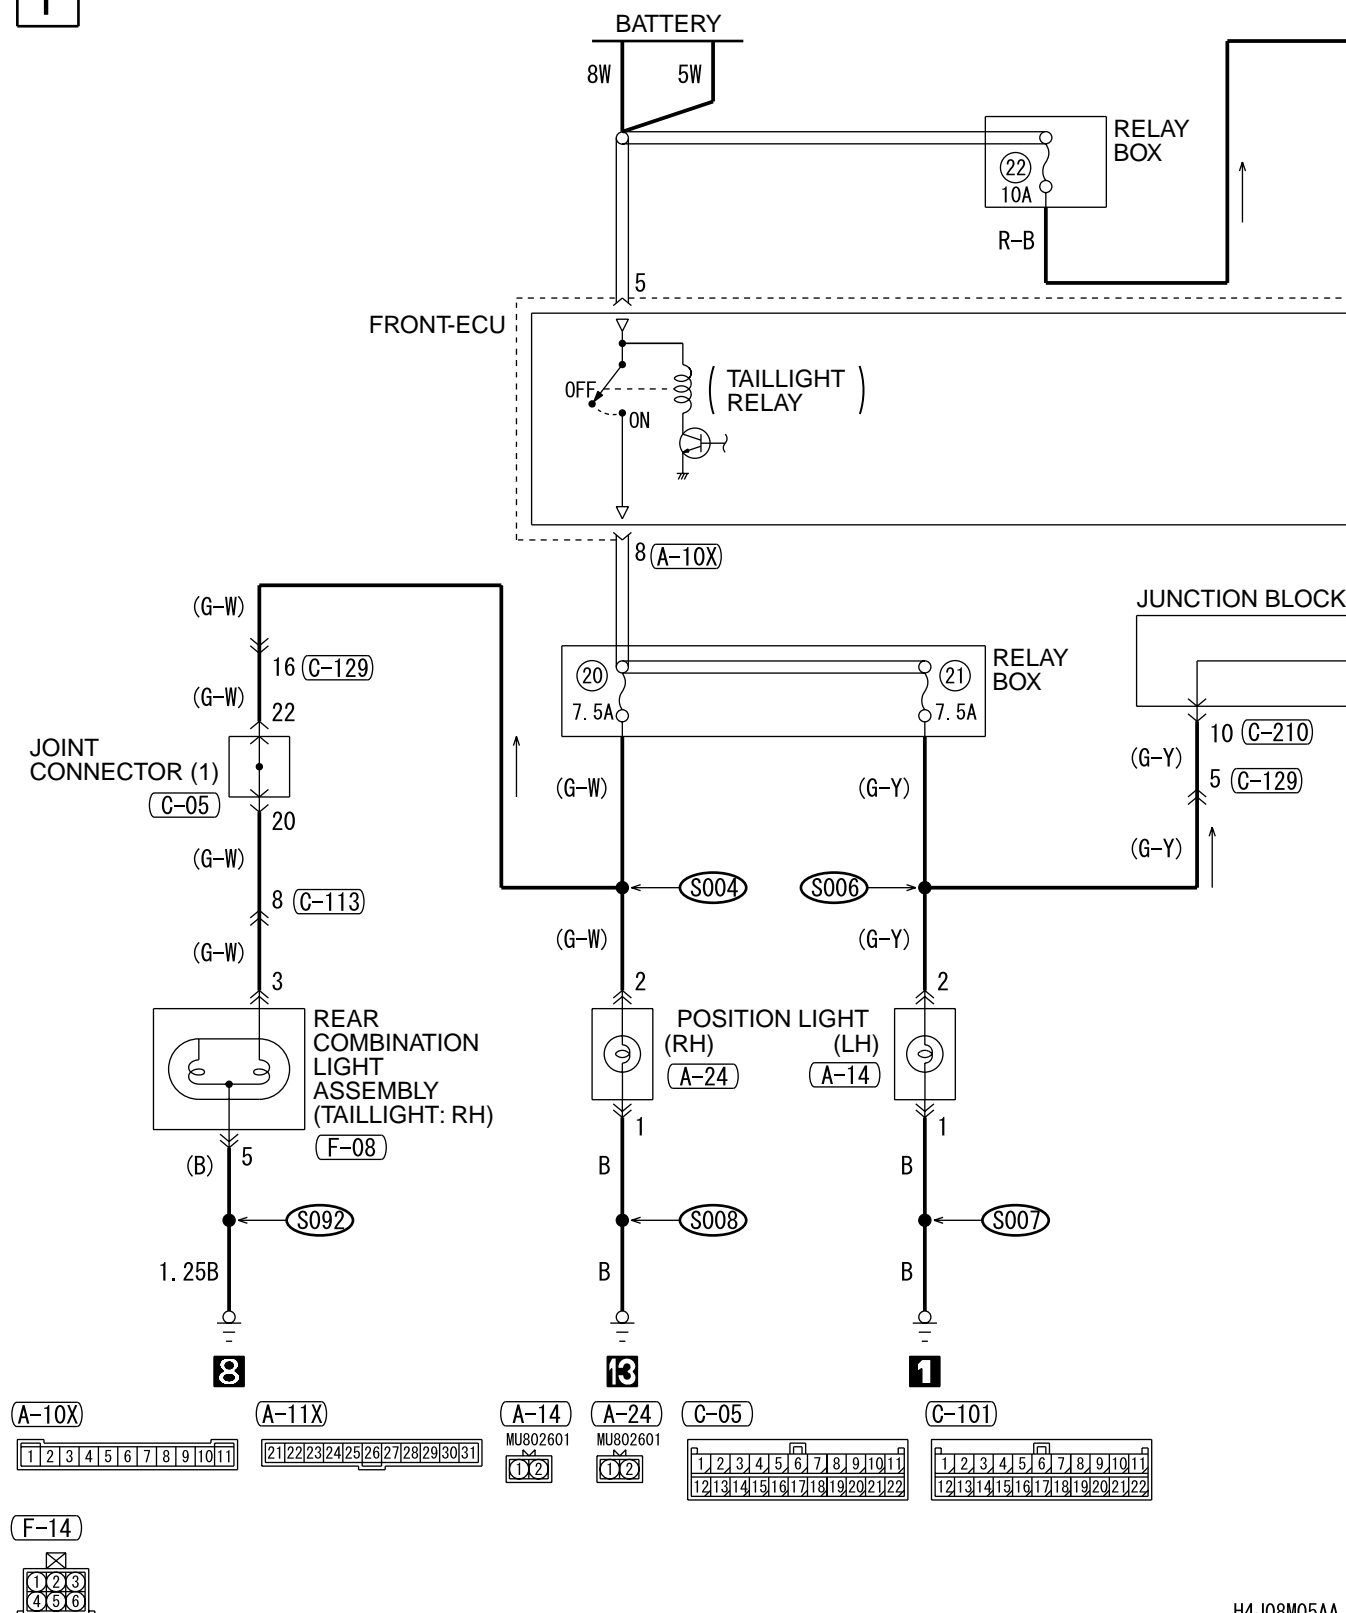 BATTERY
8W
5W
RELAY
BOX
22
10A
R-B
5
FRONT-ECU
OFF
ON
TAILLIGHT
RELAY
8 A-10X
(G-W)
JUNCTION BLOCK
16 C-129
(G-W)
22
20
7.5A
21
7.5A
RELAY
BOX
JOINT
CONNECTOR (1)
C-05
20
10 C-210
(G-Y)
5 C-129
(G-W)
(G-Y)
(G-W)
(G-Y)
8 C-113
S004
S006
(G-W)
(G-W)
(G-Y)
3
2
2
REAR
COMBINATION
LIGHT
ASSEMBLY
(TAILLIGHT: RH)
F-08
POSITION LIGHT
(RH)
(LH)
A-24
A-14
1
1
(B)
5
B
B
S092
S008
S007
1.25B
B
B
8
13
1
A-10X
A-11X
A-14
A-24
C-05
C-101
MU802601
MU802601
1 2 3 4 5 6 7 8 9 10 11
21 22 23 24 25 26 27 28 29 30 31
1 2
1 2
1 2 3 4 5 6 7 8 9 10 11
12 13 14 15 16 17 18 19 20 21 22
1 2 3 4 5 6 7 8 9 10 11
12 13 14 15 16 17 18 19 20 21 22
F-14
1 2 3
4 5 6
H4J08M05AA